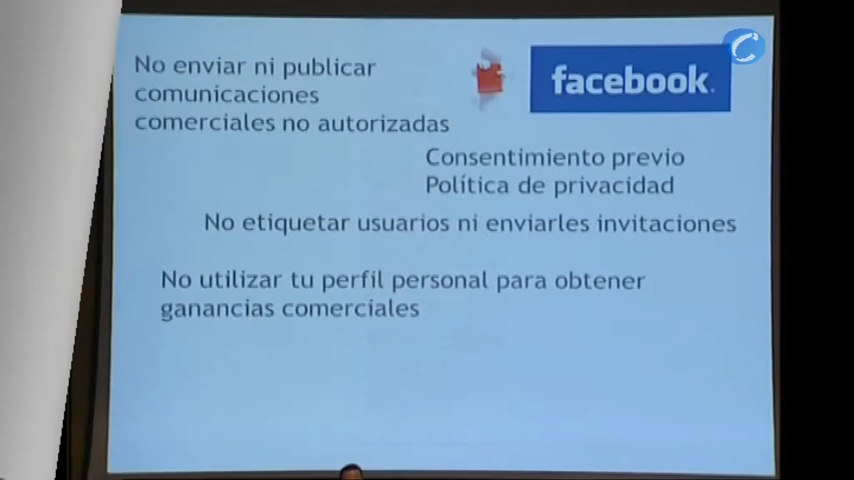 No enviar ni publicar
comunicaciones
comerciales no autorizadas
facebook.
Consentimiento previo
Política de privacidad
No etiquetar usuarios ni enviarles invitaciones
No utilizar tu perfil personal para obtener
ganancias comerciales